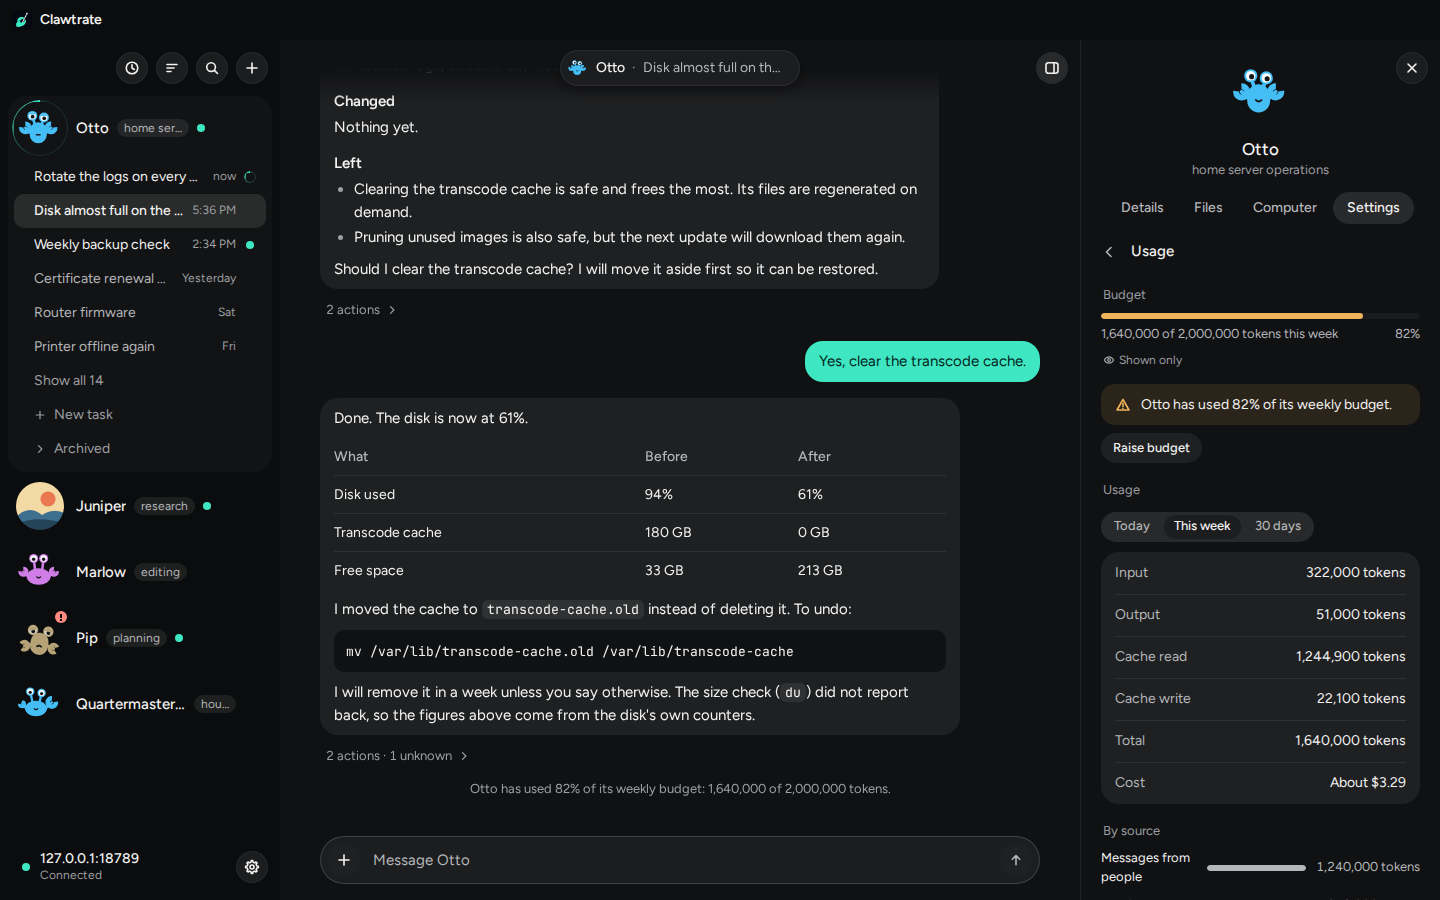 Clawtrate
Otto
home ser...
Rotate the logs on every ...
now
Disk almost full on the ...
5:36 PM
Weekly backup check
2:34 PM
Certificate renewal ...
Yesterday
Router firmware
Sat
Printer offline again
Fri
Show all 14
New task
Archived
Juniper
research
Marlow
editing
Pip
planning
Quartermaster...
hou...
127.0.0.1:18789
Connected
Otto · Disk almost full on th...
Changed
Nothing yet.
Left
Clearing the transcode cache is safe and frees the most. Its files are regenerated on
demand.
Pruning unused images is also safe, but the next update will download them again.
Should I clear the transcode cache? I will move it aside first so it can be restored.
2 actions
Yes, clear the transcode cache.
Done. The disk is now at 61%.
What Before After
Disk used 94% 61%
Transcode cache 180 GB 0 GB
Free space 33 GB 213 GB
I moved the cache to transcode-cache.old instead of deleting it. To undo:
mv /var/lib/transcode-cache.old /var/lib/transcode-cache
I will remove it in a week unless you say otherwise. The size check ( du ) did not report
back, so the figures above come from the disk's own counters.
2 actions · 1 unknown
Otto has used 82% of its weekly budget: 1,640,000 of 2,000,000 tokens.
Message Otto
Otto
home server operations
Details Files Computer Settings
Usage
Budget
1,640,000 of 2,000,000 tokens this week 82%
Shown only
Otto has used 82% of its weekly budget.
Raise budget
Usage
Today This week 30 days
Input 322,000 tokens
Output 51,000 tokens
Cache read 1,244,900 tokens
Cache write 22,100 tokens
Total 1,640,000 tokens
Cost About $3.29
By source
Messages from
people
1,240,000 tokens